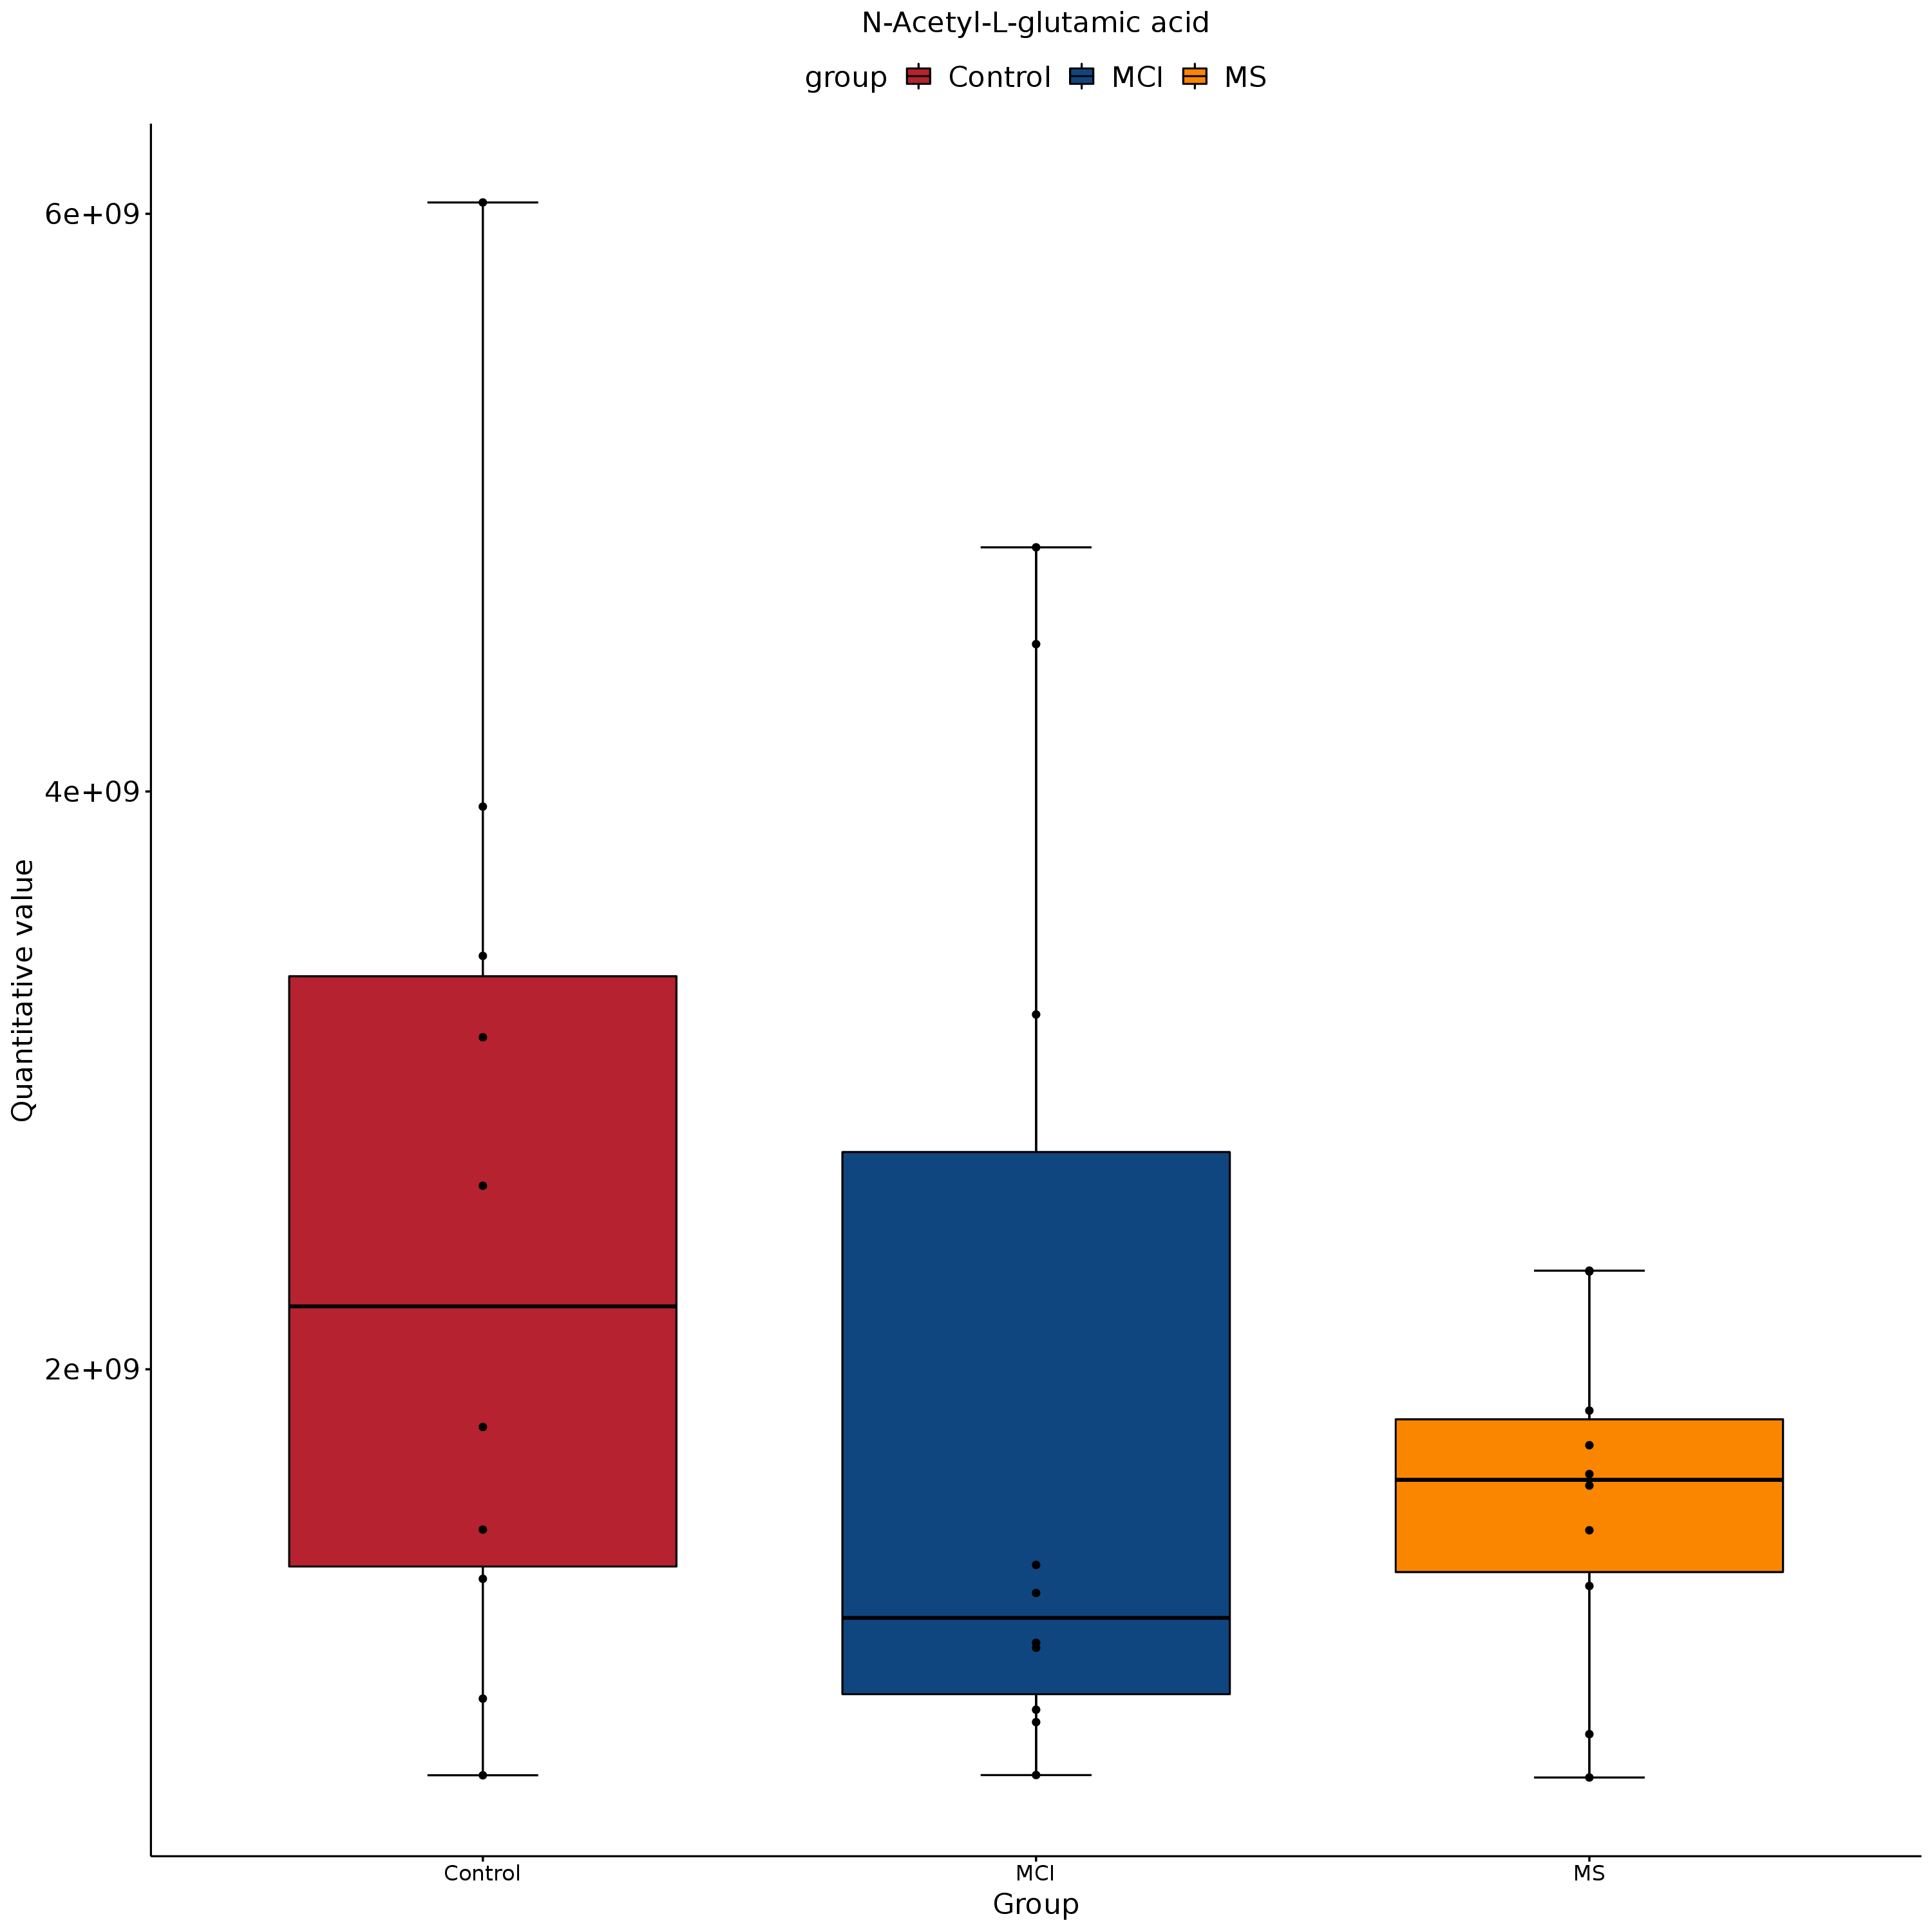 N-Acetyl-L-glutamic acid
group Control MCI MS
6e+09
4e+09
2e+09
Quantitative value
Control MCI MS
Group